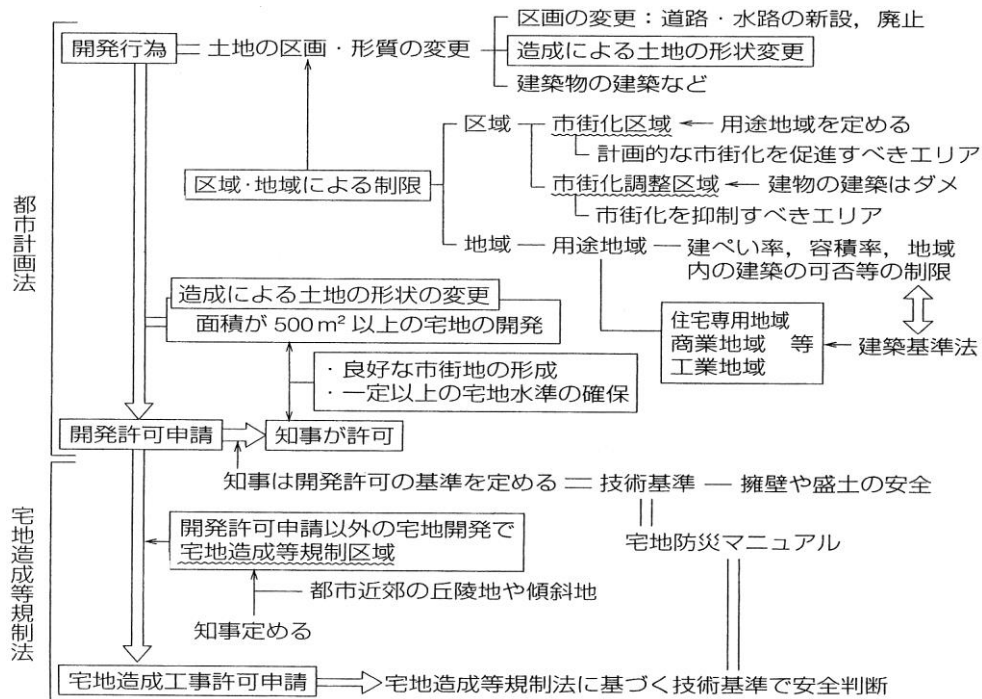 区画の変更：道路・水路の新設，廃止
開発行為
土地の区画・形質の変更
造成による土地の形状変更
建築物の建築など
区域
市街化区域
用途地域を定める
計画的な市街化を促進すべきエリア
区域・地域による制限
市街化調整区域
建物の建築はダメ
市街化を抑制すべきエリア
都市計画法
地域
用途地域
建ぺい率，容積率，地域
内の建築の可否等の制限
造成による土地の形状の変更
面積が500m²以上の宅地の開発
住宅専用地域
商業地域 等
工業地域
建築基準法
・良好な市街地の形成
・一定以上の宅地水準の確保
開発許可申請
知事が許可
知事は開発許可の基準を定める
技術基準
擁壁や盛土の安全
宅地造成等規制法
開発許可申請以外の宅地開発で
宅地造成等規制区域
宅地防災マニュアル
都市近郊の丘陵地や傾斜地
知事定める
宅地造成工事許可申請
宅地造成等規制法に基づく技術基準で安全判断